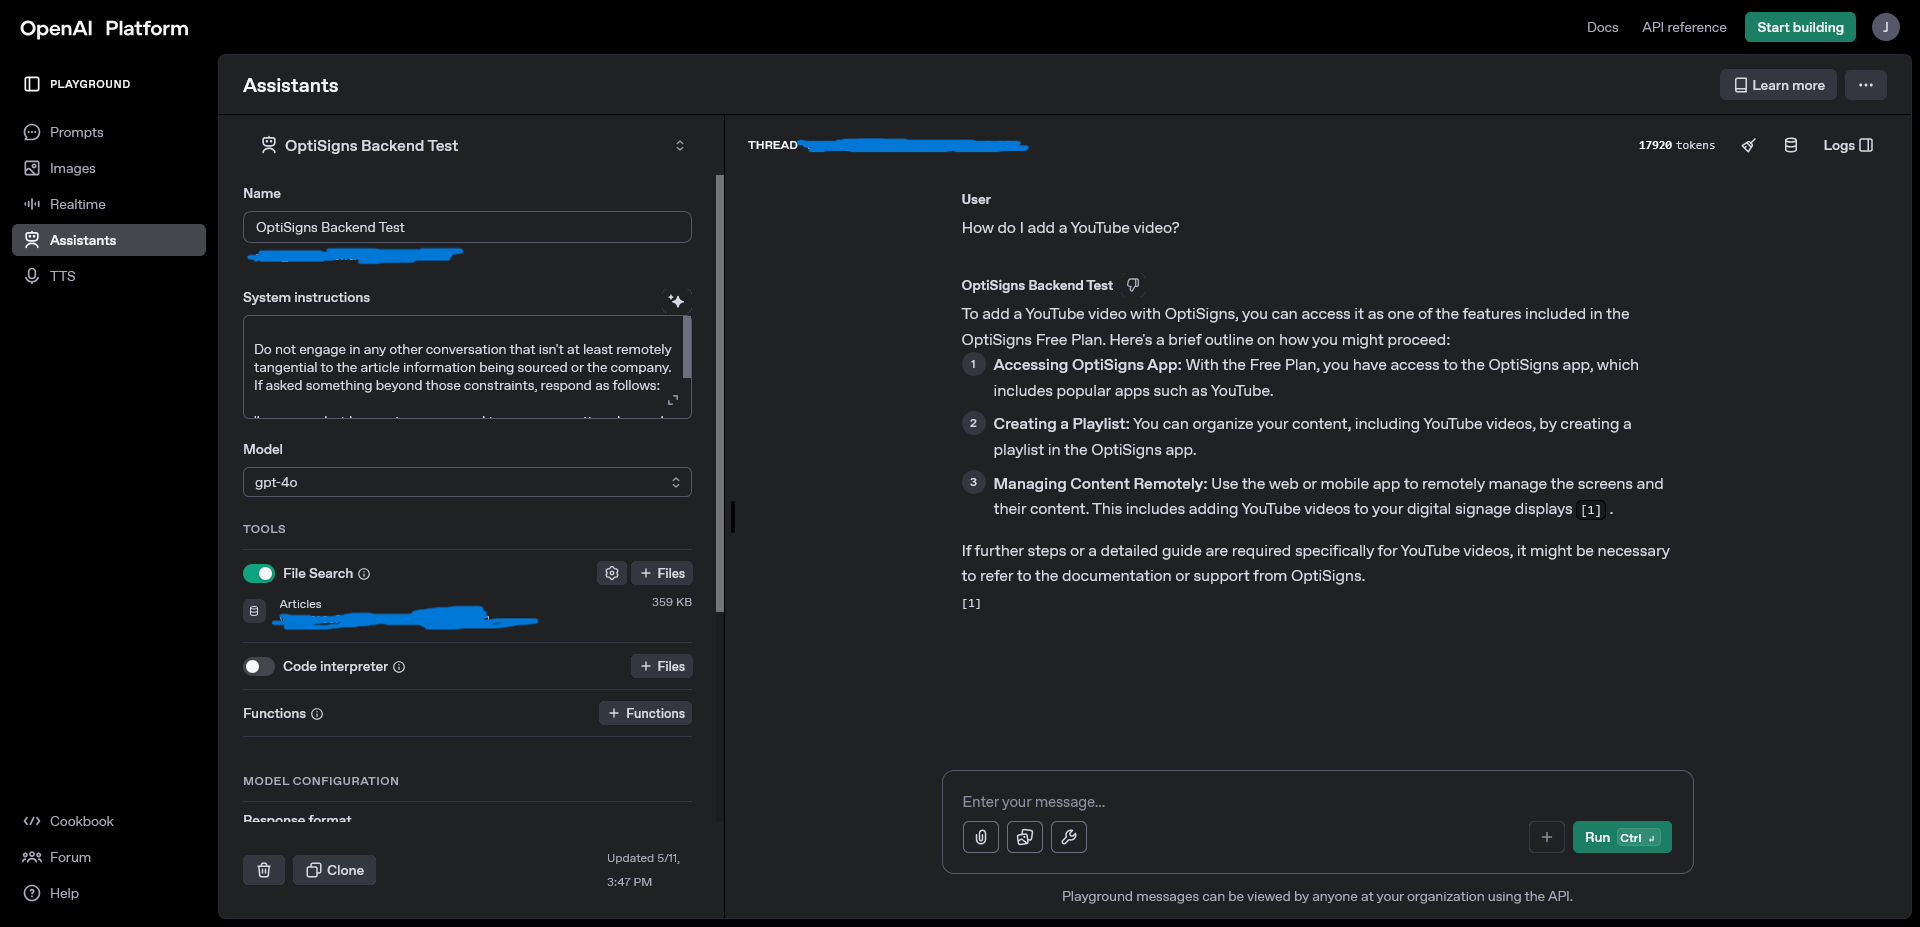 OpenAI Platform
Docs
API reference
Start building
J
PLAYGROUND
Prompts
Images
Realtime
Assistants
TTS
Cookbook
Forum
Help
Assistants
Learn more
OptiSigns Backend Test
Name
OptiSigns Backend Test
System instructions
Do not engage in any other conversation that isn't at least remotely
tangential to the article information being sourced or the company.
If asked something beyond those constraints, respond as follows:
Model
gpt-4o
TOOLS
File Search
+ Files
Articles
359 KB
Code interpreter
+ Files
Functions
+ Functions
MODEL CONFIGURATION
Response format
Clone
Updated 5/11,
3:47 PM
THREAD
17920 tokens
Logs
User
How do I add a YouTube video?
OptiSigns Backend Test
To add a YouTube video with OptiSigns, you can access it as one of the features included in the
OptiSigns Free Plan. Here's a brief outline on how you might proceed:
1 Accessing OptiSigns App: With the Free Plan, you have access to the OptiSigns app, which
includes popular apps such as YouTube.
2 Creating a Playlist: You can organize your content, including YouTube videos, by creating a
playlist in the OptiSigns app.
3 Managing Content Remotely: Use the web or mobile app to remotely manage the screens and
their content. This includes adding YouTube videos to your digital signage displays [1] .
If further steps or a detailed guide are required specifically for YouTube videos, it might be necessary
to refer to the documentation or support from OptiSigns.
[1]
Enter your message...
Run Ctrl ↲
Playground messages can be viewed by anyone at your organization using the API.